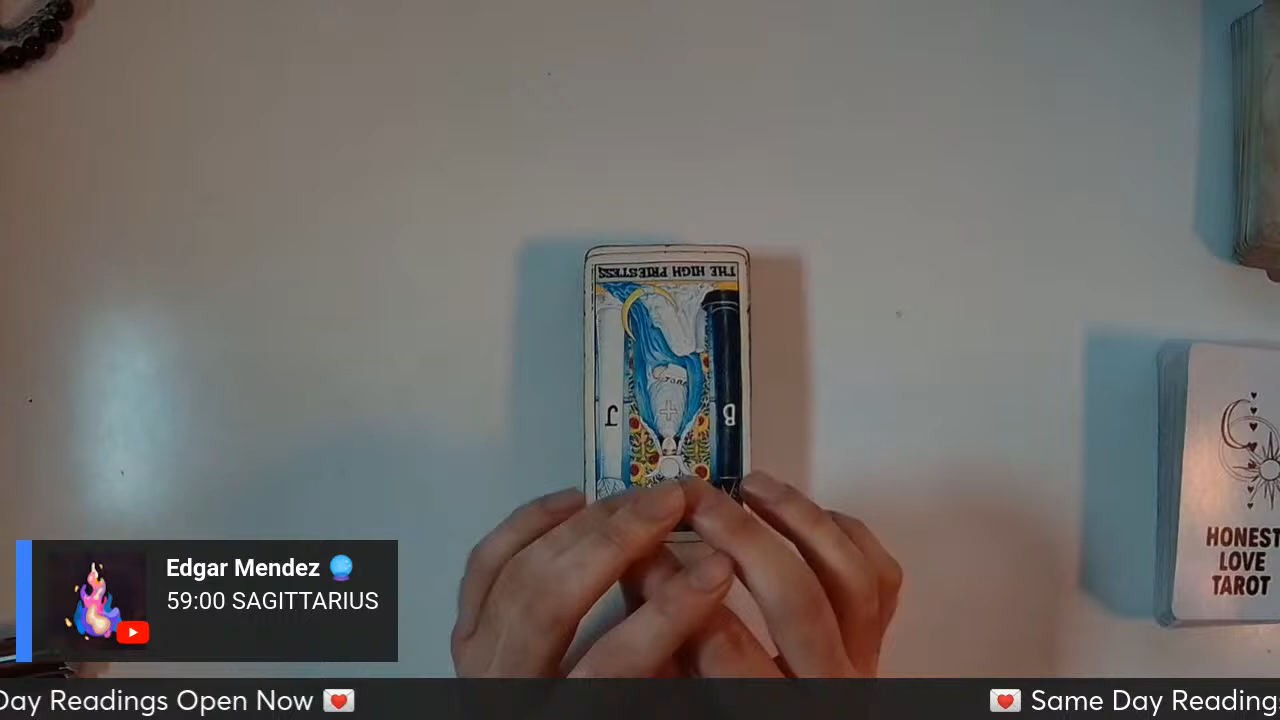 THE HIGH PRIESTESS
J
B
HONEST
LOVE
TAROT
Edgar Mendez 🔮
59:00 SAGITTARIUS
Day Readings Open Now 💌
💌 Same Day Reading